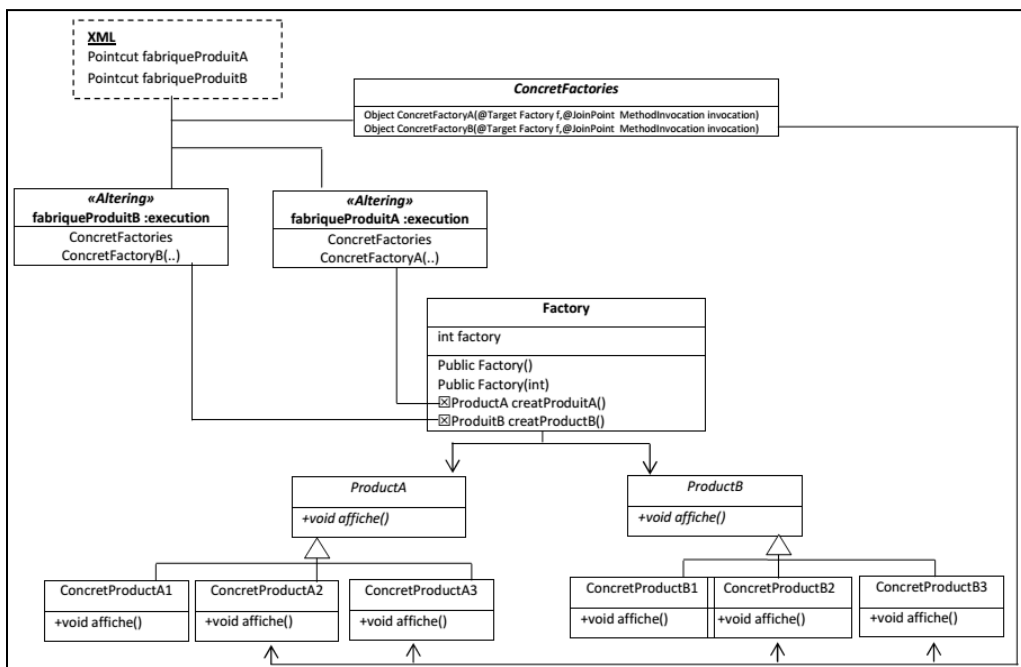 XML
Pointcut fabriqueProduitA
Pointcut fabriqueProduitB
ConcretFactories
Object ConcretFactoryA(@Target Factory f,@JoinPoint MethodInvocation invocation)
Object ConcretFactoryB(@Target Factory f,@JoinPoint MethodInvocation invocation)
«Altering»
fabriqueProduitB :execution
ConcretFactories
ConcretFactoryB(..)
«Altering»
fabriqueProduitA :execution
ConcretFactories
ConcretFactoryA(..)
Factory
int factory
Public Factory()
Public Factory(int)
☒ProductA creatProduitA()
☒ProduitB creatProductB()
ProductA
+void affiche()
ProductB
+void affiche()
ConcretProductA1
+void affiche()
ConcretProductA2
+void affiche()
ConcretProductA3
+void affiche()
ConcretProductB1
+void affiche()
ConcretProductB2
+void affiche()
ConcretProductB3
+void affiche()